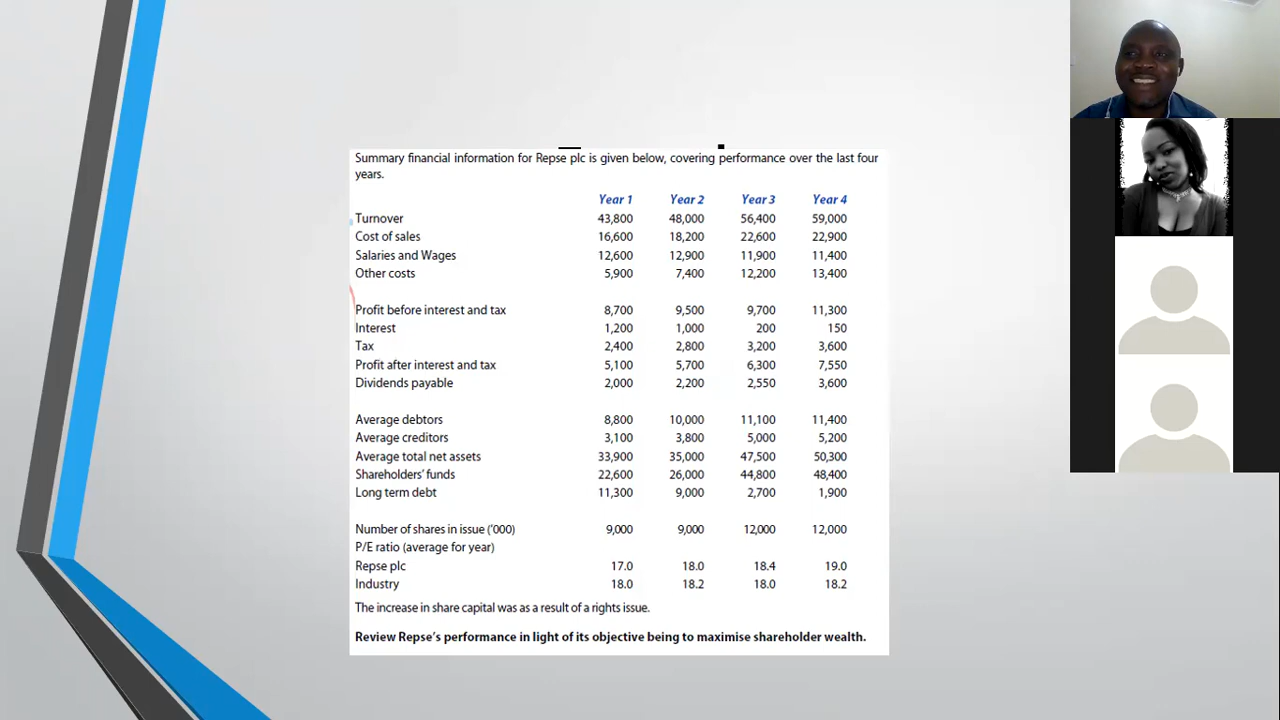 Summary financial information for Repse plc is given below, covering performance over the last four
years.
Year 1 Year 2 Year 3 Year 4
Turnover 43,800 48,000 56,400 59,000
Cost of sales 16,600 18,200 22,600 22,900
Salaries and Wages 12,600 12,900 11,900 11,400
Other costs 5,900 7,400 12,200 13,400
Profit before interest and tax 8,700 9,500 9,700 11,300
Interest 1,200 1,000 200 150
Tax 2,400 2,800 3,200 3,600
Profit after interest and tax 5,100 5,700 6,300 7,550
Dividends payable 2,000 2,200 2,550 3,600
Average debtors 8,800 10,000 11,100 11,400
Average creditors 3,100 3,800 5,000 5,200
Average total net assets 33,900 35,000 47,500 50,300
Shareholders' funds 22,600 26,000 44,800 48,400
Long term debt 11,300 9,000 2,700 1,900
Number of shares in issue ('000) 9,000 9,000 12,000 12,000
P/E ratio (average for year)
Repse plc 17.0 18.0 18.4 19.0
Industry 18.0 18.2 18.0 18.2
The increase in share capital was as a result of a rights issue.
Review Repse's performance in light of its objective being to maximise shareholder wealth.